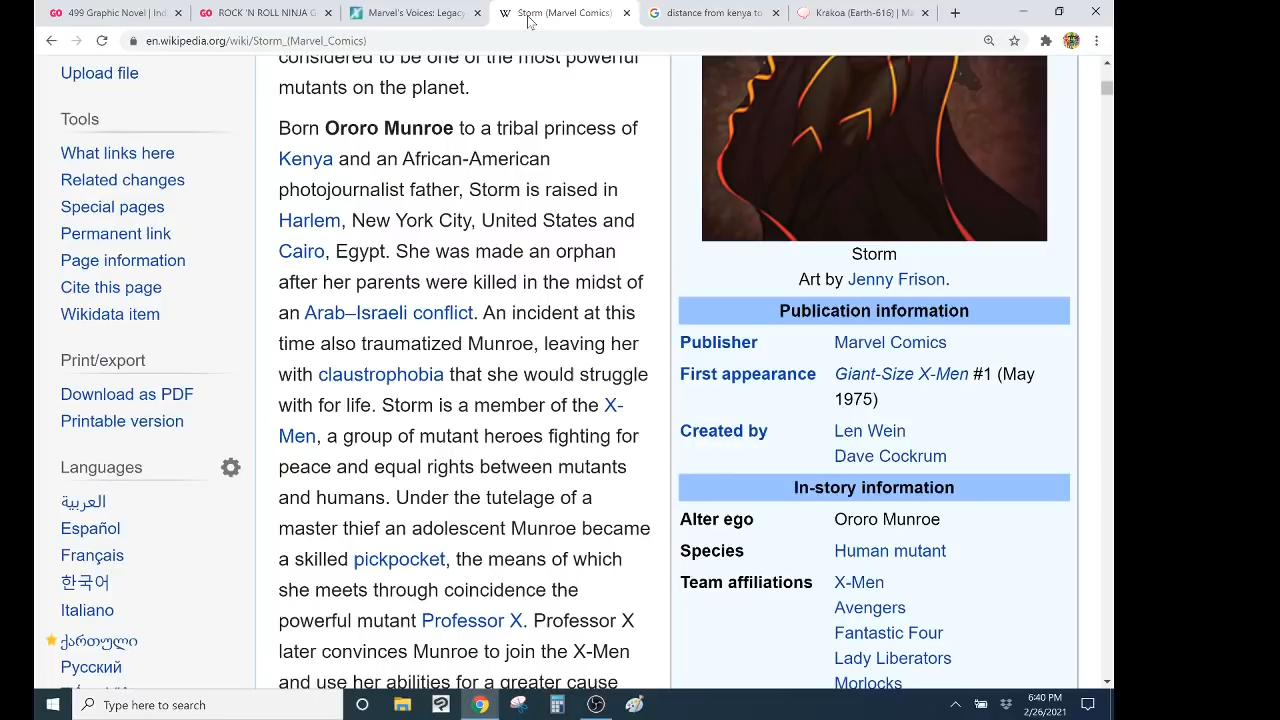 499 Graphic Novel | Ind
ROCK 'N ROLL NINJA G
Marvel's Voices: Legacy
Storm (Marvel Comics)
distance from kenya to
Krakoa (Earth-616) | Ma
en.wikipedia.org/wiki/Storm_(Marvel_Comics)
Upload file
Tools
What links here
Related changes
Special pages
Permanent link
Page information
Cite this page
Wikidata item
Print/export
Download as PDF
Printable version
Languages
العربية
Español
Français
한국어
Italiano
ქართული
Русский
considered to be one of the most powerful
mutants on the planet.
Born Ororo Munroe to a tribal princess of
Kenya and an African-American
photojournalist father, Storm is raised in
Harlem, New York City, United States and
Cairo, Egypt. She was made an orphan
after her parents were killed in the midst of
an Arab–Israeli conflict. An incident at this
time also traumatized Munroe, leaving her
with claustrophobia that she would struggle
with for life. Storm is a member of the X-
Men, a group of mutant heroes fighting for
peace and equal rights between mutants
and humans. Under the tutelage of a
master thief an adolescent Munroe became
a skilled pickpocket, the means of which
she meets through coincidence the
powerful mutant Professor X. Professor X
later convinces Munroe to join the X-Men
and use her abilities for a greater cause
Storm
Art by Jenny Frison.
Publication information
Publisher Marvel Comics
First appearance Giant-Size X-Men #1 (May
1975)
Created by Len Wein
Dave Cockrum
In-story information
Alter ego Ororo Munroe
Species Human mutant
Team affiliations X-Men
Avengers
Fantastic Four
Lady Liberators
Morlocks
Type here to search
6:40 PM
2/26/2021